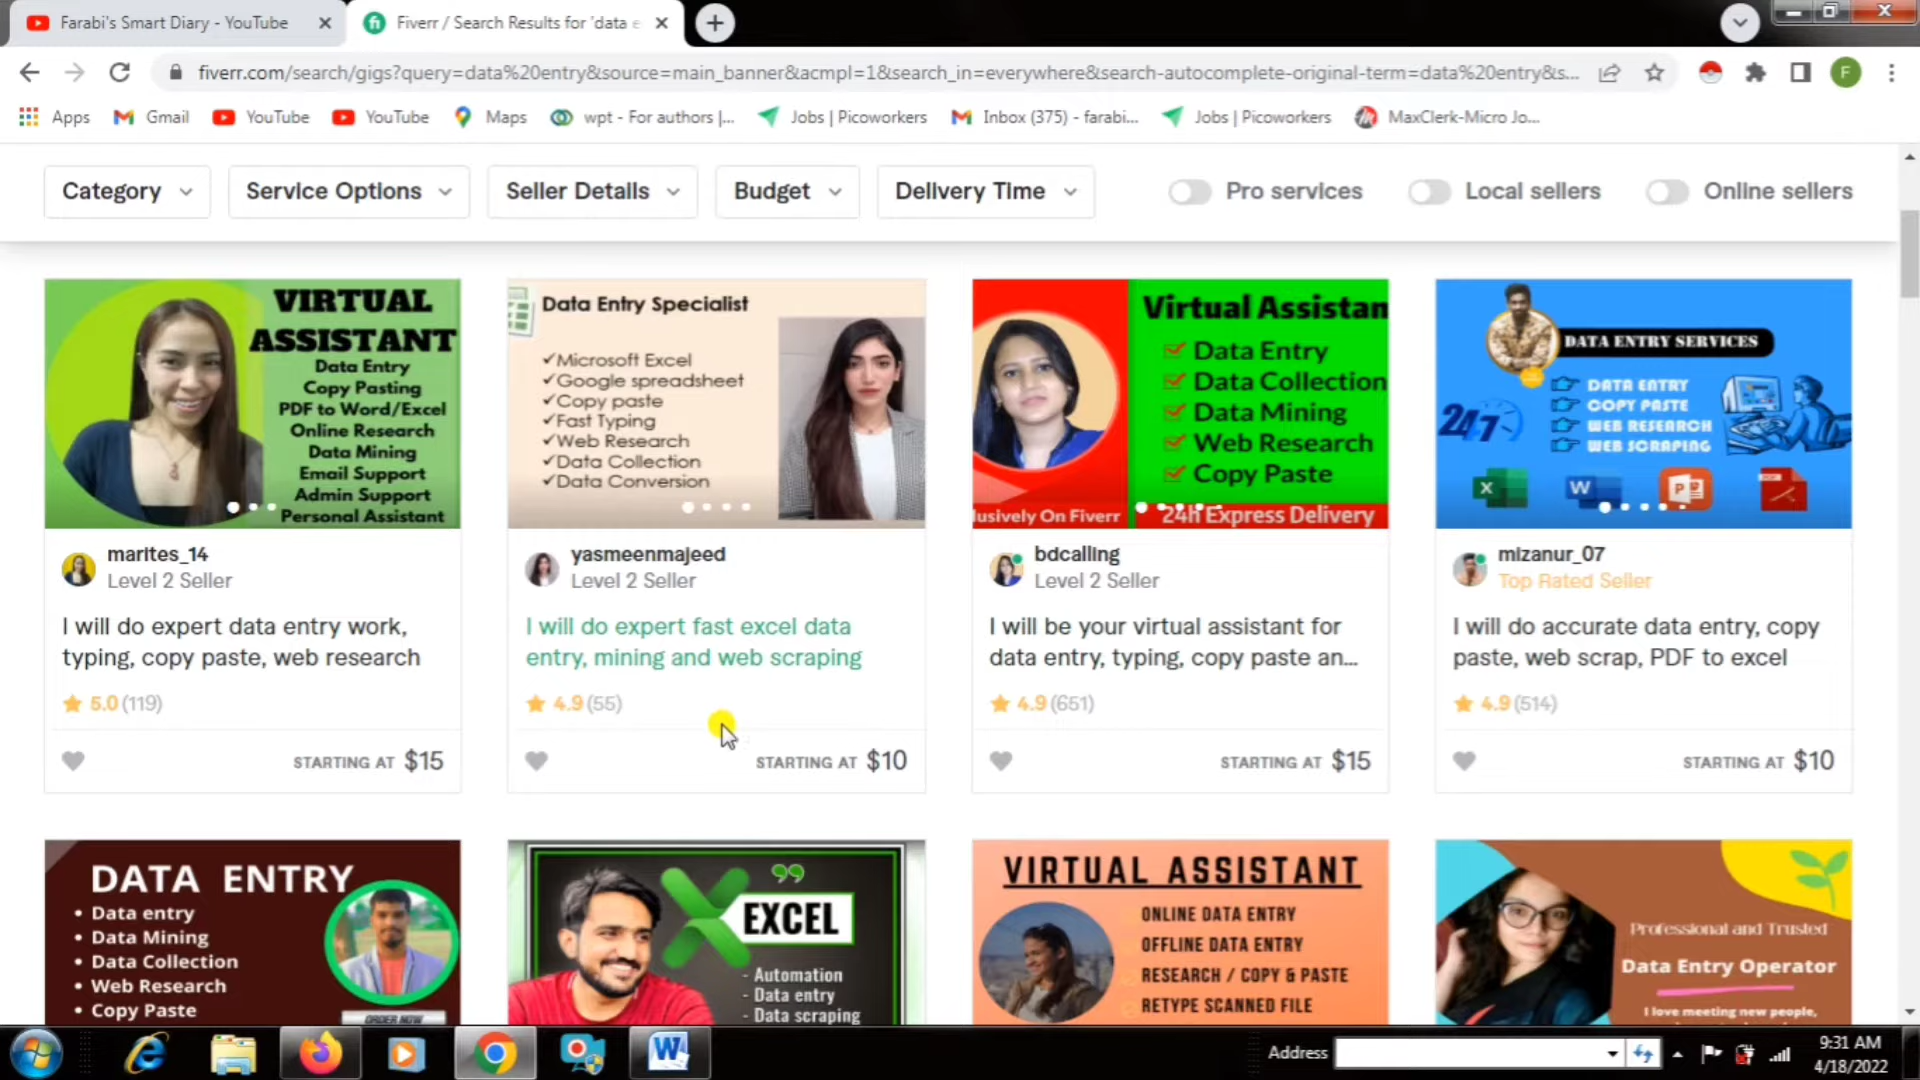 Farabi's Smart Diary - YouTube
Fiverr / Search Results for 'data e
fiverr.com/search/gigs?query=data%20entry&source=main_banner&acmpl=1&search_in=everywhere&search-autocomplete-original-term=data%20entry&s...
F
Apps
Gmail
YouTube
YouTube
Maps
wpt - For authors |...
Jobs | Picoworkers
Inbox (375) - farabi...
Jobs | Picoworkers
MaxClerk-Micro Jo...
Category
Service Options
Seller Details
Budget
Delivery Time
Pro services
Local sellers
Online sellers
VIRTUAL
ASSISTANT
Data Entry
Copy Pasting
PDF to Word/Excel
Online Research
Data Mining
Email Support
Admin Support
Personal Assistant
marites_14
Level 2 Seller
I will do expert data entry work,
typing, copy paste, web research
5.0 (119)
STARTING AT $15
Data Entry Specialist
✓Microsoft Excel
✓Google spreadsheet
✓Copy paste
✓Fast Typing
✓Web Research
✓Data Collection
✓Data Conversion
yasmeenmajeed
Level 2 Seller
I will do expert fast excel data
entry, mining and web scraping
4.9 (55)
STARTING AT $10
Virtual Assistan
Data Entry
Data Collection
Data Mining
Web Research
Copy Paste
lusively On Fiverr
24H Express Delivery
bdcalling
Level 2 Seller
I will be your virtual assistant for
data entry, typing, copy paste an...
4.9 (651)
STARTING AT $15
DATA ENTRY SERVICES
DATA ENTRY
COPY PASTE
WEB RESEARCH
WEB SCRAPING
24/7
X
W
P
mizanur_07
Top Rated Seller
I will do accurate data entry, copy
paste, web scrap, PDF to excel
4.9 (514)
STARTING AT $10
DATA ENTRY
• Data entry
• Data Mining
• Data Collection
• Web Research
• Copy Paste
ORDER NOW
EXCEL
- Automation
- Data entry
- Data scraping
VIRTUAL ASSISTANT
ONLINE DATA ENTRY
OFFLINE DATA ENTRY
RESEARCH / COPY & PASTE
RETYPE SCANNED FILE
Professional and Trusted
Data Entry Operator
I love meeting new people,
Address
9:31 AM
4/18/2022